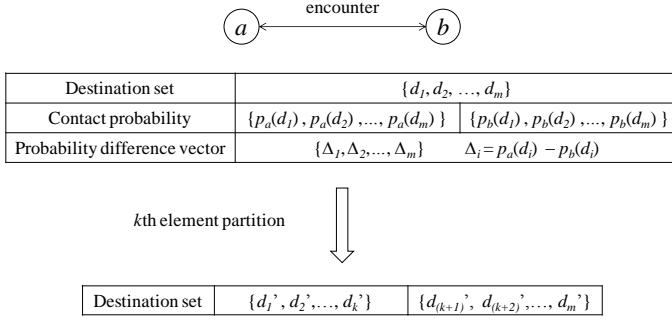 encounter
a b
Destination set {d1, d2, …, dm}
Contact probability {pa(d1) , pa(d2) ,..., pa(dm) } {pb(d1) , pb(d2) ,..., pb(dm) }
Probability difference vector {Δ1, Δ2,..., Δm} Δi = pa(di) − pb(di)
kth element partition
Destination set {d1’, d2’,…, dk’} {d(k+1)’, d(k+2)’,…, dm’}